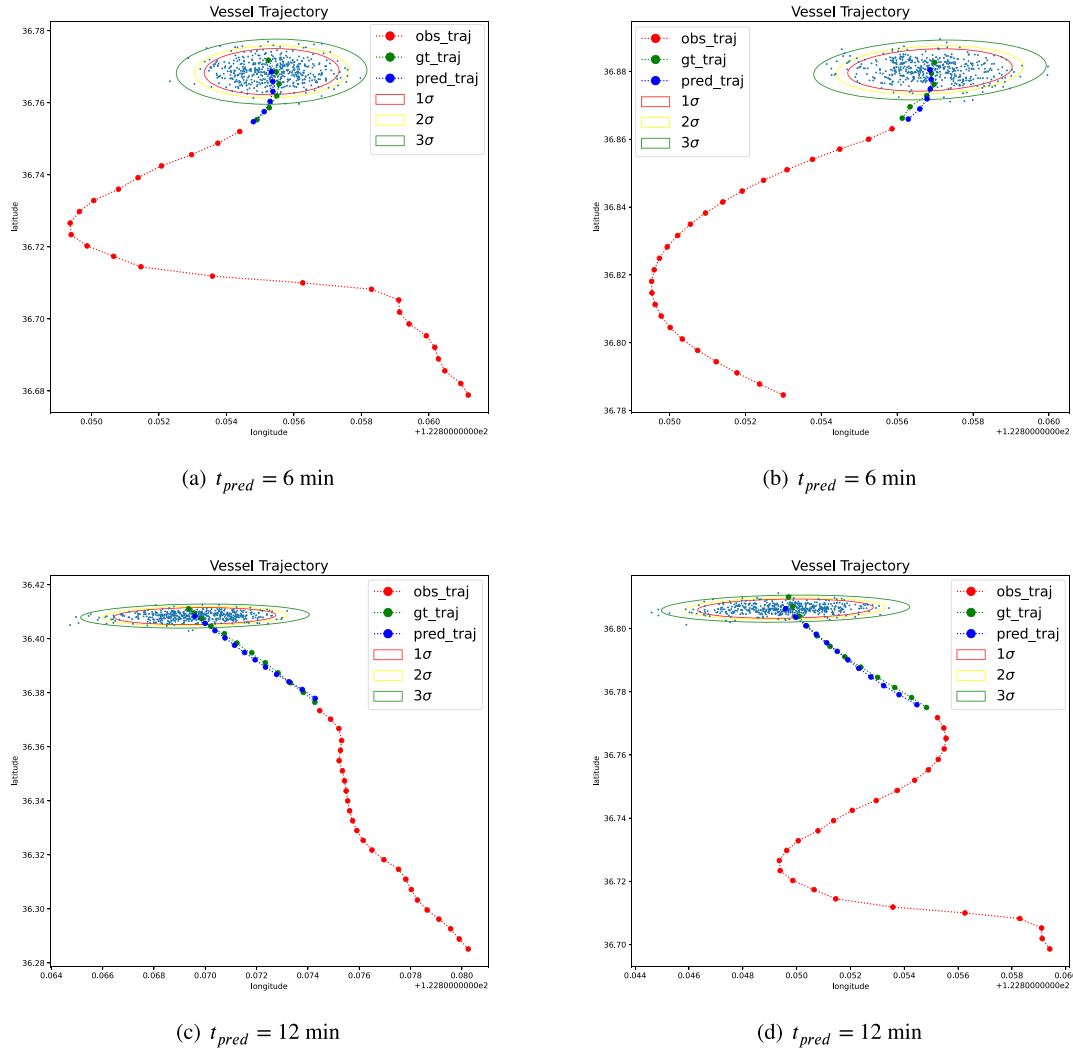 Vessel Trajectory
obs_traj
gt_traj
pred_traj
1σ
2σ
3σ
36.78
36.76
36.74
36.72
36.70
36.68
latitude
0.050
0.052
0.054
0.056
0.058
0.060
longitude
+1.2280000000e2
(a) t_pred = 6 min
Vessel Trajectory
obs_traj
gt_traj
pred_traj
1σ
2σ
3σ
36.88
36.86
36.84
36.82
36.80
36.78
latitude
0.050
0.052
0.054
0.056
0.058
0.060
longitude
+1.2280000000e2
(b) t_pred = 6 min
Vessel Trajectory
obs_traj
gt_traj
pred_traj
1σ
2σ
3σ
36.42
36.40
36.38
36.36
36.34
36.32
36.30
36.28
latitude
0.064
0.066
0.068
0.070
0.072
0.074
0.076
0.078
0.080
longitude
+1.2280000000e2
(c) t_pred = 12 min
Vessel Trajectory
obs_traj
gt_traj
pred_traj
1σ
2σ
3σ
36.80
36.78
36.76
36.74
36.72
36.70
latitude
0.044
0.046
0.048
0.050
0.052
0.054
0.056
0.058
0.060
longitude
+1.2280000000e2
(d) t_pred = 12 min